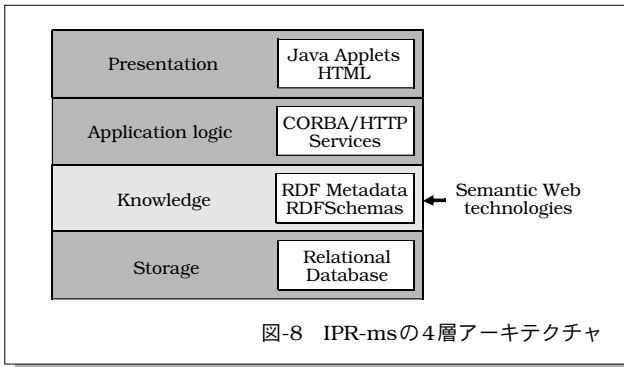 Presentation
Java Applets
HTML
Application logic
CORBA/HTTP
Services
Knowledge
RDF Metadata
RDFSchemas
Semantic Web
technologies
Storage
Relational
Database
図-8 IPR-msの4層アーキテクチャ